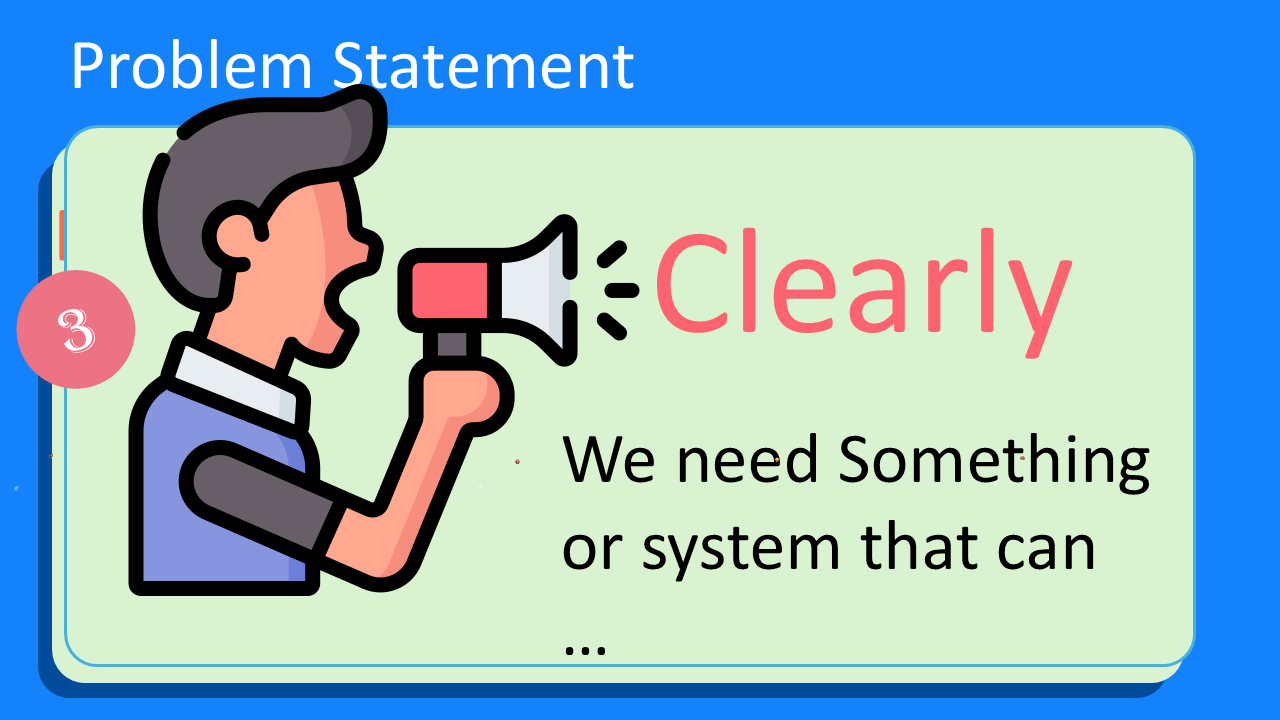 Problem Statement
3
Clearly
We need Something
or system that can
...